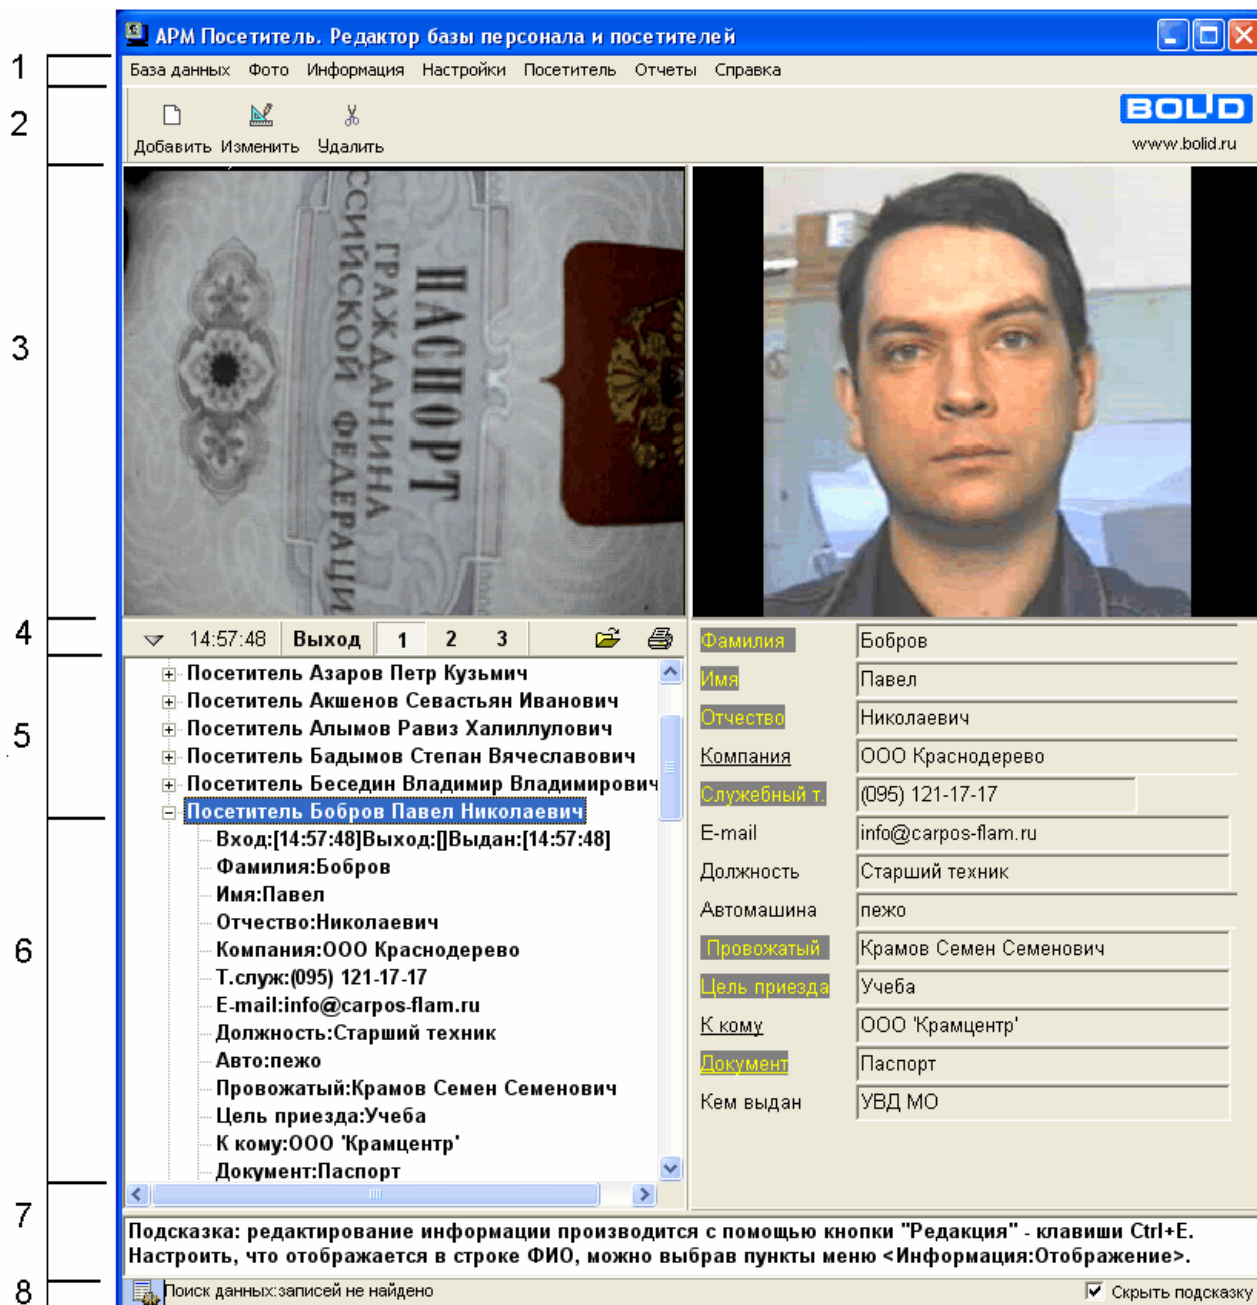 АРМ Посетитель. Редактор базы персонала и посетителей
1
База данных Фото Информация Настройки Посетитель Отчеты Справка
2
Добавить Изменить Удалить
BOLID
www.bolid.ru
3
ПАСПОРТ
ГРАЖДАНИНА
ССИЙСКОЙ ФЕДЕРАЦИ
4
14:57:48 Выход 1 2 3
5
Посетитель Азаров Петр Кузьмич
Посетитель Акшенов Севастьян Иванович
Посетитель Алымов Равиз Халиллулович
Посетитель Бадымов Степан Вячеславович
Посетитель Беседин Владимир Владимирович
Посетитель Бобров Павел Николаевич
6
Вход:[14:57:48]Выход:[]Выдан:[14:57:48]
Фамилия:Бобров
Имя:Павел
Отчество:Николаевич
Компания:ООО Краснодерево
Т.служ:(095) 121-17-17
E-mail:info@carpos-flam.ru
Должность:Старший техник
Авто:пежо
Провожатый:Крамов Семен Семенович
Цель приезда:Учеба
К кому:ООО 'Крамцентр'
Документ:Паспорт
Фамилия Бобров
Имя Павел
Отчество Николаевич
Компания ООО Краснодерево
Служебный т. (095) 121-17-17
E-mail info@carpos-flam.ru
Должность Старший техник
Автомашина пежо
Провожатый Крамов Семен Семенович
Цель приезда Учеба
К кому ООО 'Крамцентр'
Документ Паспорт
Кем выдан УВД МО
7
Подсказка: редактирование информации производится с помощью кнопки "Редакция" - клавиши Ctrl+E.
Настроить, что отображается в строке ФИО, можно выбрав пункты меню <Информация:Отображение>.
8
Поиск данных:записей не найдено
Скрыть подсказку